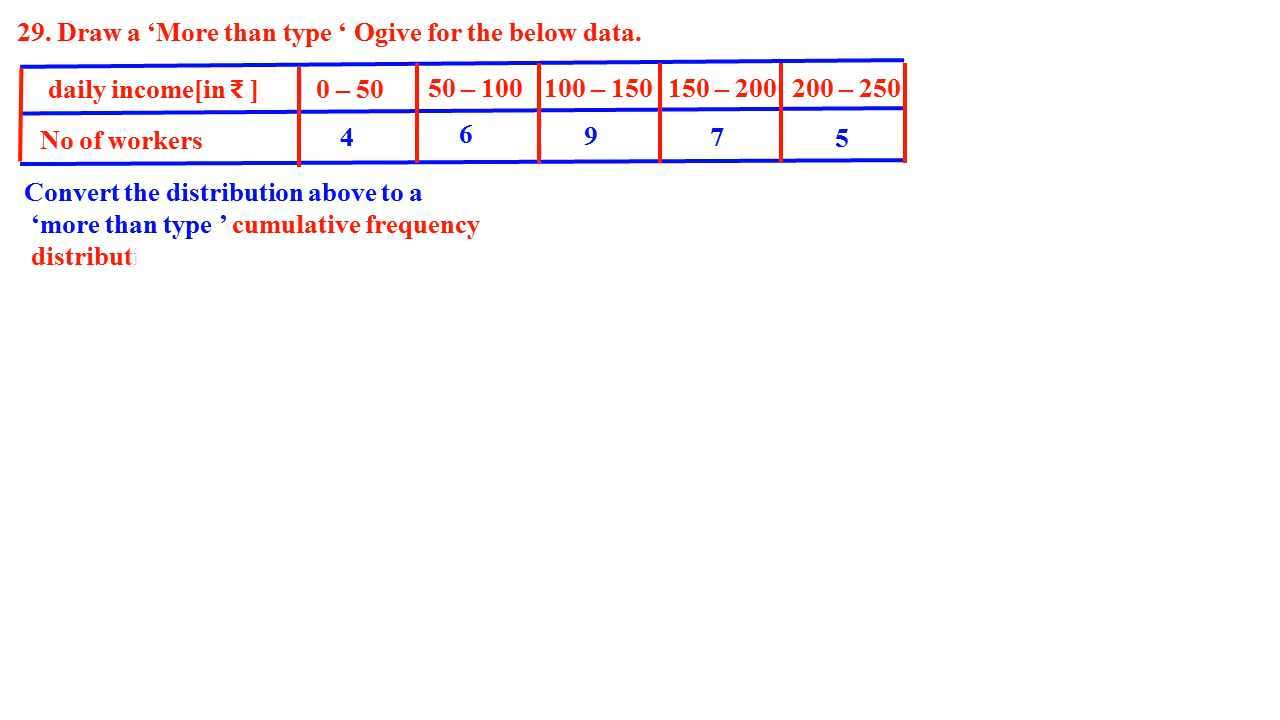 29. Draw a ‘More than type ‘ Ogive for the below data.
daily income[in ₹ ] 0 – 50 50 – 100 100 – 150 150 – 200 200 – 250
No of workers 4 6 9 7 5
Convert the distribution above to a
‘more than type ’ cumulative frequency
distributi